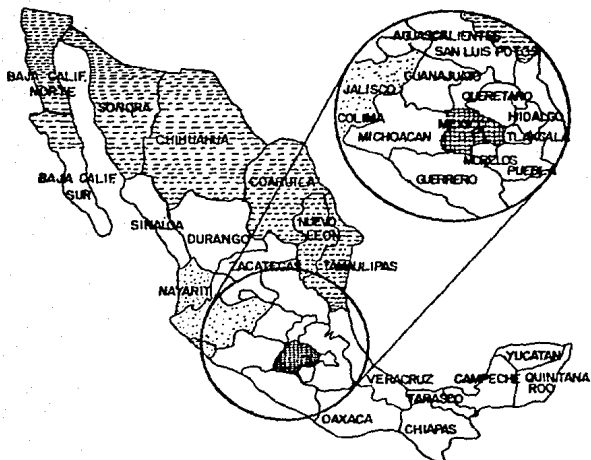 BAJA CALIF.
NORTE
SONORA
CHIHUAHUA
BAJA CALIF.
SUR
COAHUILA
SINALOA
DURANGO
NUEVO
LEON
ZACATECAS
TAMAULIPAS
NAYARIT
AGUASCALIENTES
SAN LUIS POTOSI
GUANAJUATO
JALISCO
QUERETARO
COLIMA
HIDALGO
MICHOACAN
MEXICO
TLAXCALA
MORELOS
PUEBLA
GUERRERO
YUCATAN
VERACRUZ
CAMPECHE
QUINTANA
ROO
TABASCO
OAXACA
CHIAPAS